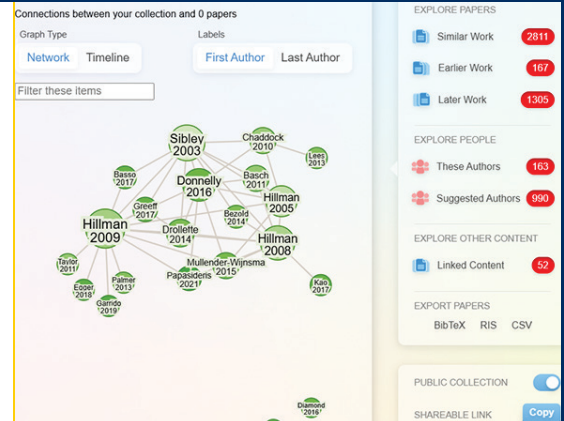 Connections between your collection and 0 papers
Graph Type
Labels
Network
Timeline
First Author
Last Author
Filter these items
Sibley
2003
Chaddock
2010
Lees
2013
Basso
2017
Donnelly
2016
Basch
2011
Hillman
2005
Greeff
2017
Bezold
2014
Hillman
2009
Drollette
2014
Hillman
2008
Taylor
2011
Mullender-Wijnsma
2015
Papasideris
2021
Palmer
2013
Egger
2018
Garrido
2019
Kao
2017
Diamond
2016
EXPLORE PAPERS
Similar Work 2811
Earlier Work 167
Later Work 1305
EXPLORE PEOPLE
These Authors 163
Suggested Authors 990
EXPLORE OTHER CONTENT
Linked Content 52
EXPORT PAPERS
BibTeX RIS CSV
PUBLIC COLLECTION
SHAREABLE LINK Copy